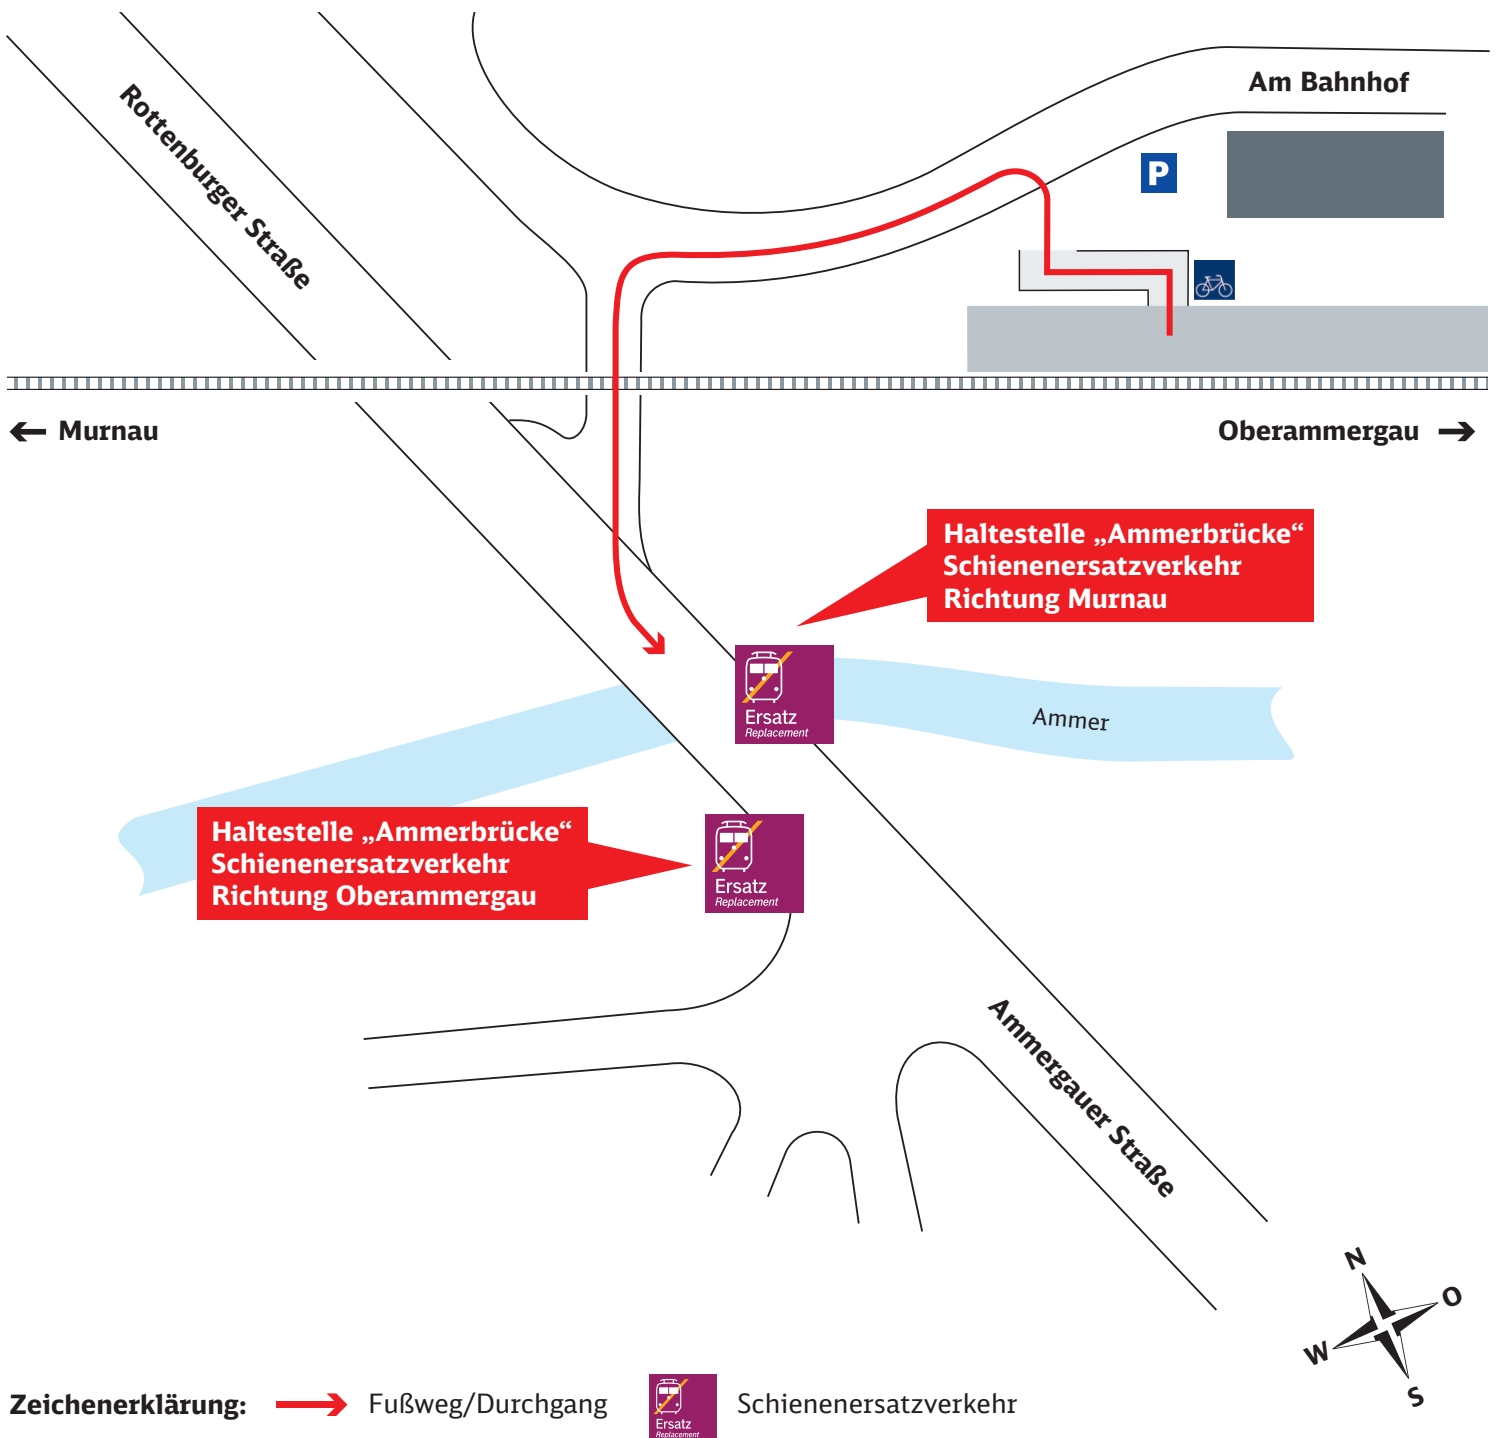 Am Bahnhof
Rottenburger Straße
P
← Murnau
Oberammergau →
Haltestelle „Ammerbrücke“
Schienenersatzverkehr
Richtung Murnau
Ersatz
Replacement
Ammer
Haltestelle „Ammerbrücke“
Schienenersatzverkehr
Richtung Oberammergau
Ersatz
Replacement
Ammergauer Straße
N
O
W
S
Zeichenerklärung:
Fußweg/Durchgang
Ersatz
Replacement
Schienenersatzverkehr